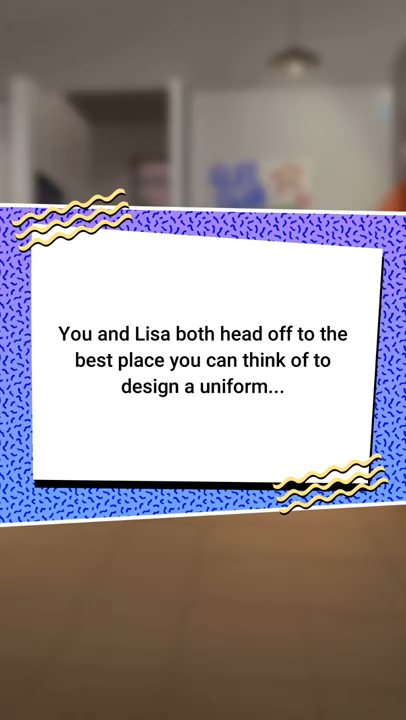 You and Lisa both head off to the
best place you can think of to
design a uniform...